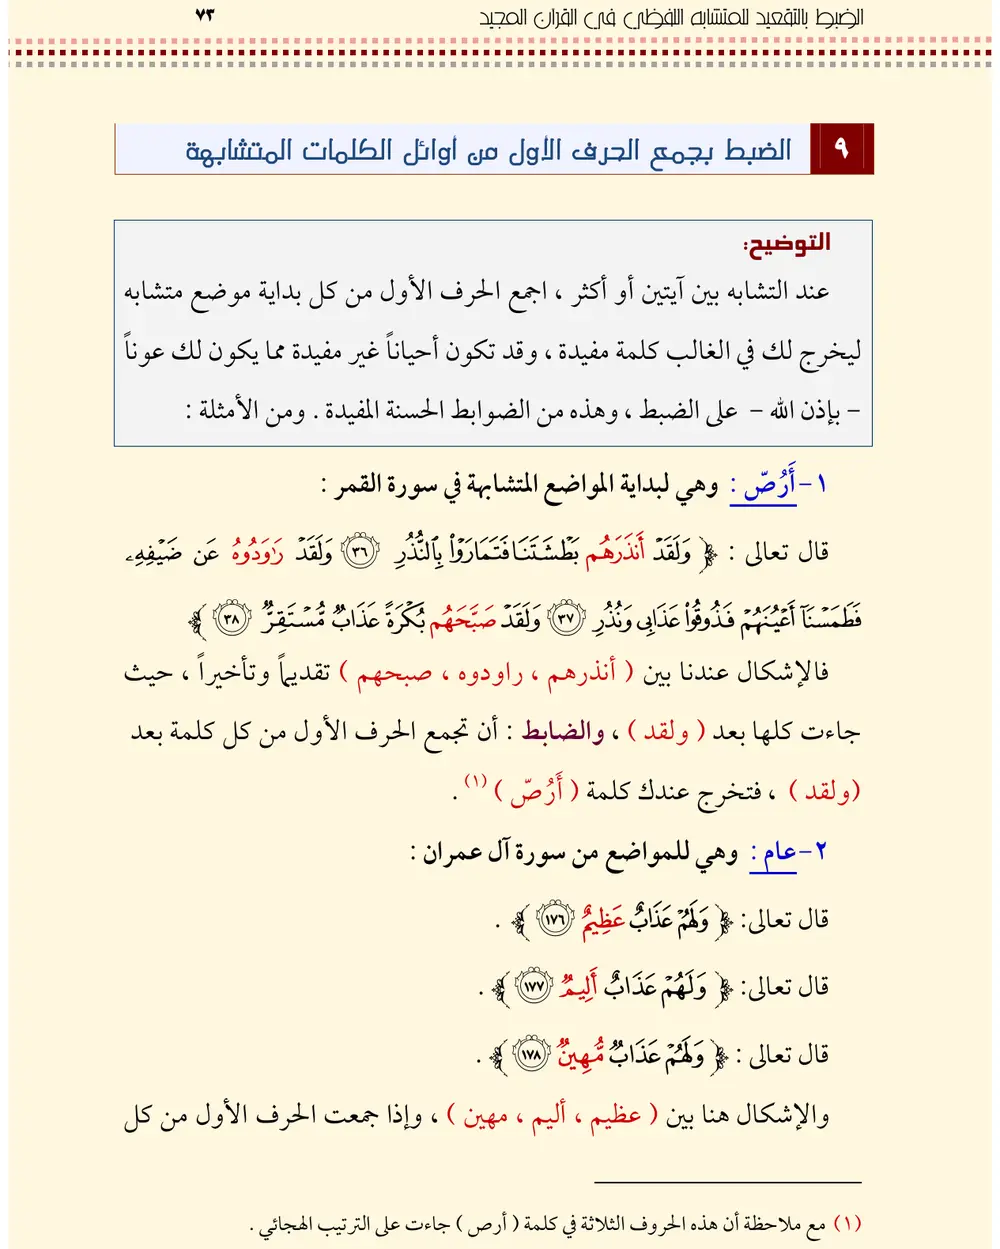 الضبط بالتقعيد للمتشابه اللفظي في القرآن المجيد ٧٣
٩ الضبط بجمع الحرف الأول من أوائل الكلمات المتشابهة
التوضيح:
عند التشابه بين آيتين أو أكثر ، اجمع الحرف الأول من كل بداية موضع متشابه
ليخرج لك في الغالب كلمة مفيدة ، وقد تكون أحياناً غير مفيدة مما يكون لك عوناً
– بإذن الله – على الضبط ، وهذه من الضوابط الحسنة المفيدة . ومن الأمثلة :
١-أَرُصّ : وهي لبداية المواضع المتشابهة في سورة القمر :
قال تعالى : ﴿ وَلَقَدْ أَنذَرَهُم بَطْشَتَنَا فَتَمَارَوْا۟ بِٱلنُّذُرِ ٣٦ وَلَقَدْ رَٰوَدُوهُ عَن ضَيْفِهِۦ
فَطَمَسْنَآ أَعْيُنَهُمْ فَذُوقُوا۟ عَذَابِى وَنُذُرِ ٣٧ وَلَقَدْ صَبَّحَهُم بُكْرَةً عَذَابٌ مُّسْتَقِرٌّ ٣٨ ﴾
فالإشكال عندنا بين ( أنذرهم ، راودوه ، صبحهم ) تقديماً وتأخيراً ، حيث
جاءت كلها بعد ( ولقد ) ، والضابط : أن تجمع الحرف الأول من كل كلمة بعد
(ولقد ) ، فتخرج عندك كلمة ( أَرُصّ ) (١) .
٢-عام : وهي للمواضع من سورة آل عمران :
قال تعالى: ﴿ وَلَهُمْ عَذَابٌ عَظِيمٌ ١٧٦ ﴾ .
قال تعالى: ﴿ وَلَهُمْ عَذَابٌ أَلِيمٌ ١٧٧ ﴾ .
قال تعالى : ﴿ وَلَهُمْ عَذَابٌ مُّهِينٌ ١٧٨ ﴾ .
والإشكال هنا بين ( عظيم ، أليم ، مهين ) ، وإذا جمعت الحرف الأول من كل
(١) مع ملاحظة أن هذه الحروف الثلاثة في كلمة ( أرص ) جاءت على الترتيب الهجائي .